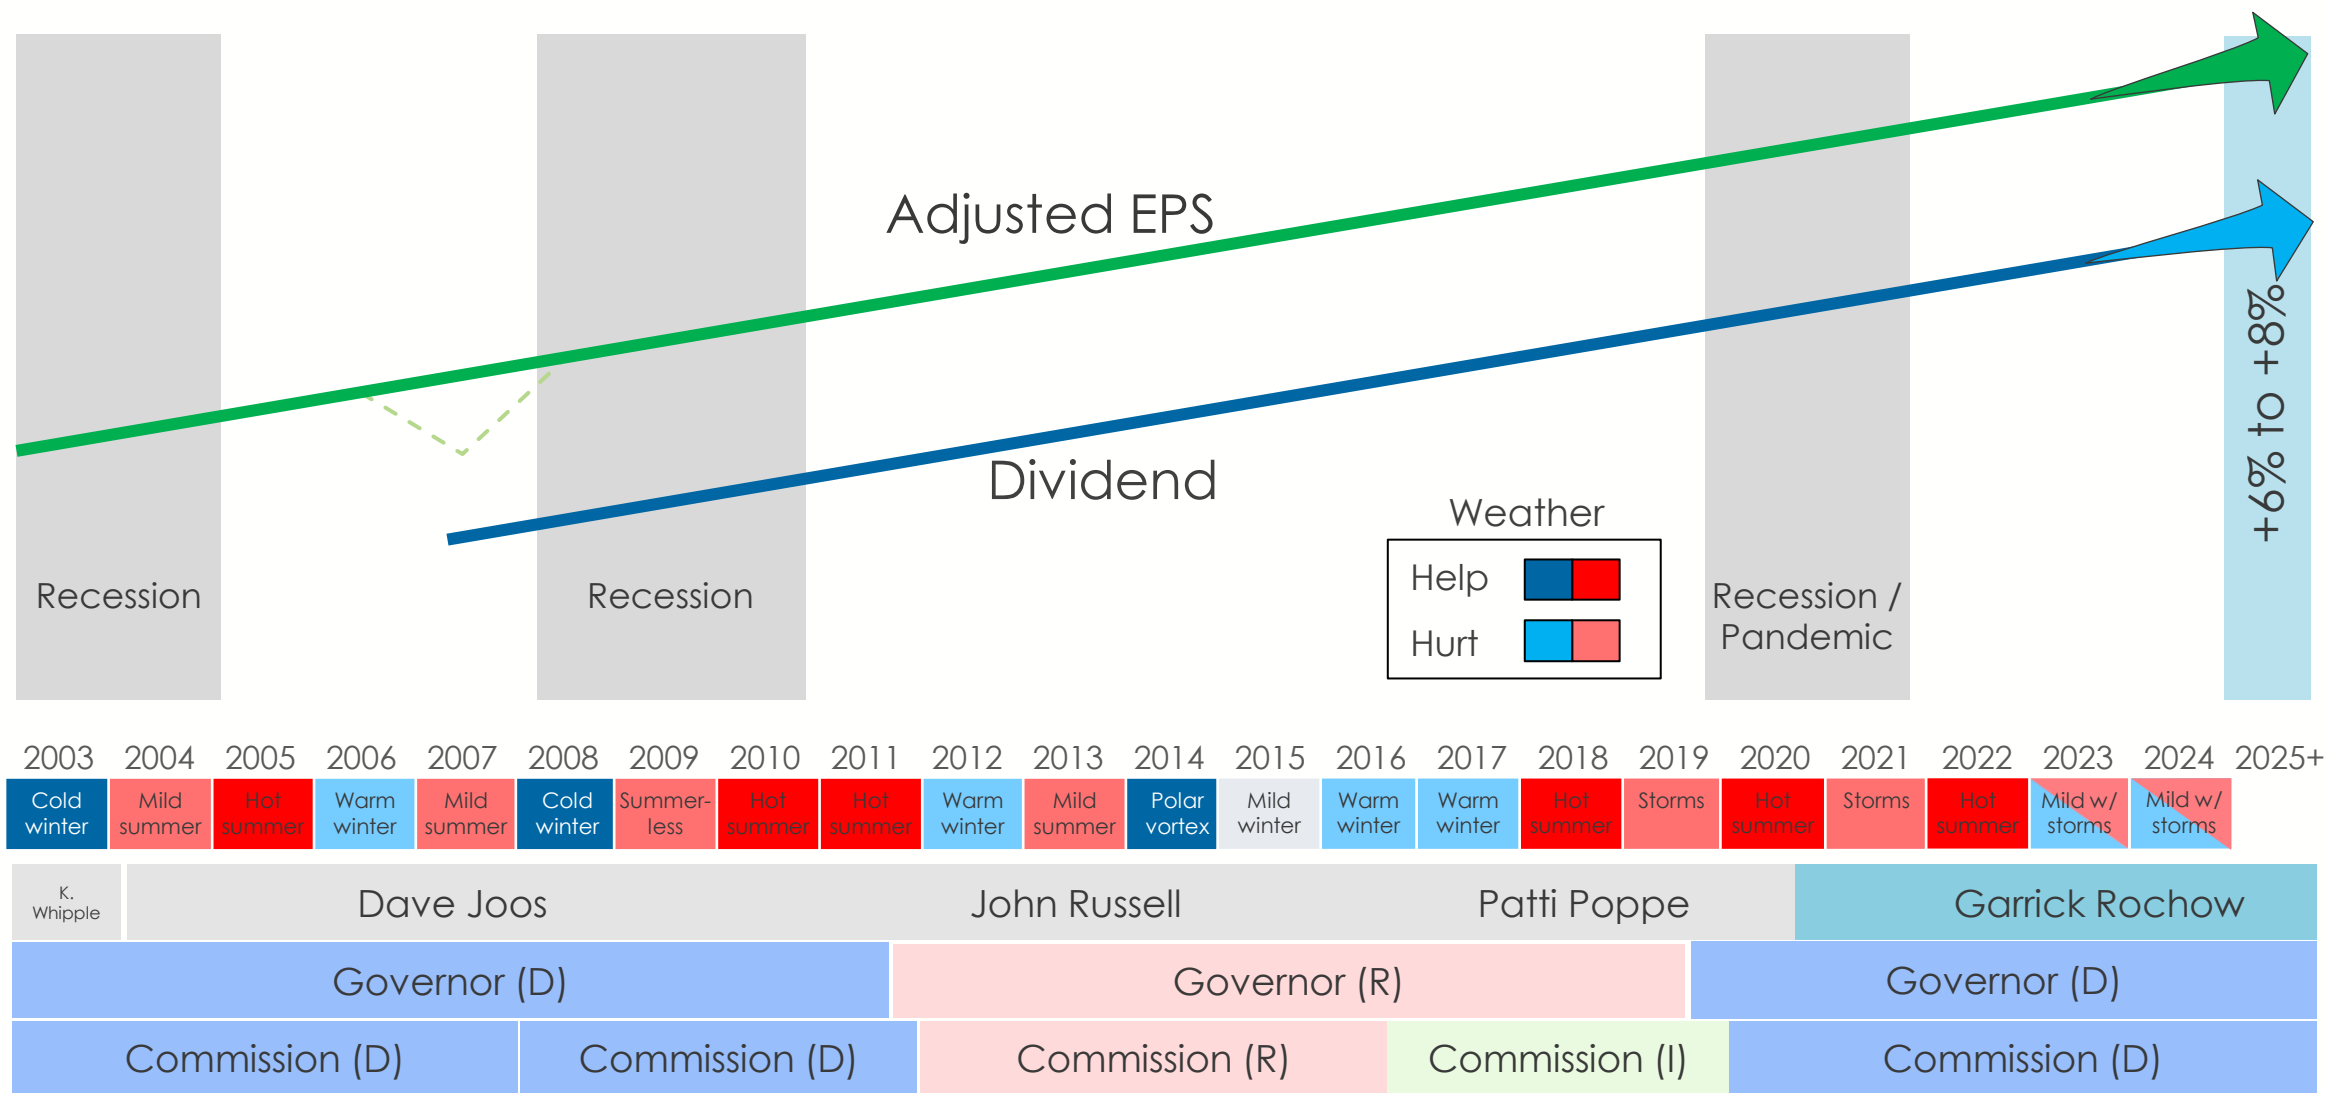 Adjusted EPS
Dividend
+6% to +8%
Weather
Help
Hurt
Recession
Recession
Recession /
Pandemic
2003 2004 2005 2006 2007 2008 2009 2010 2011 2012 2013 2014 2015 2016 2017 2018 2019 2020 2021 2022 2023 2024 2025+
Cold
winter
Mild
summer
Hot
summer
Warm
winter
Mild
summer
Cold
winter
Summer-
less
Hot
summer
Hot
summer
Warm
winter
Mild
summer
Polar
vortex
Mild
winter
Warm
winter
Warm
winter
Hot
summer
Storms
Hot
summer
Storms
Hot
summer
Mild w/
storms
Mild w/
storms
K.
Whipple
Dave Joos
John Russell
Patti Poppe
Garrick Rochow
Governor (D)
Governor (R)
Governor (D)
Commission (D)
Commission (D)
Commission (R)
Commission (I)
Commission (D)